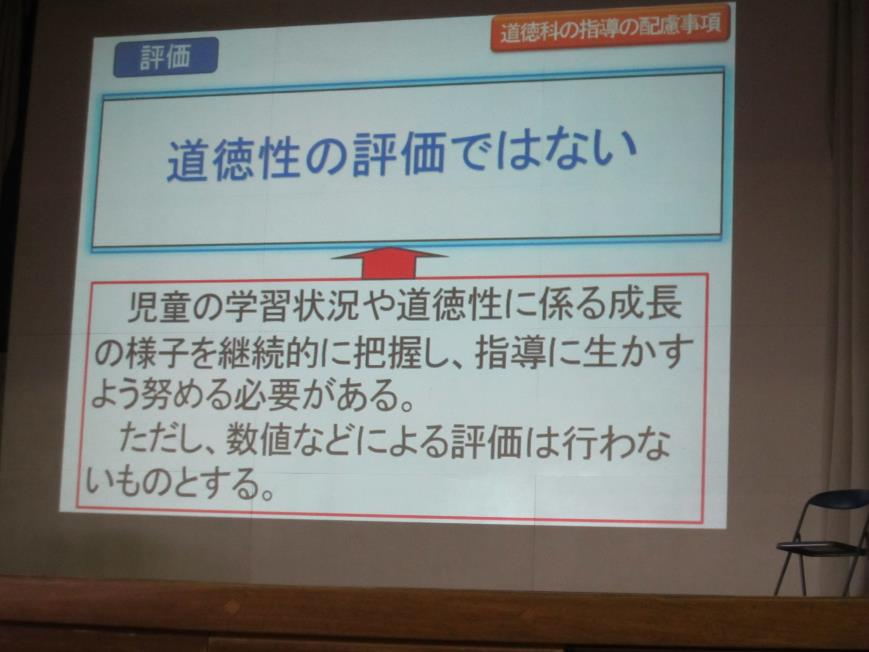 評価
道徳科の指導の配慮事項
道徳性の評価ではない
児童の学習状況や道徳性に係る成長
の様子を継続的に把握し、指導に生かす
よう努める必要がある。
ただし、数値などによる評価は行わな
いものとする。